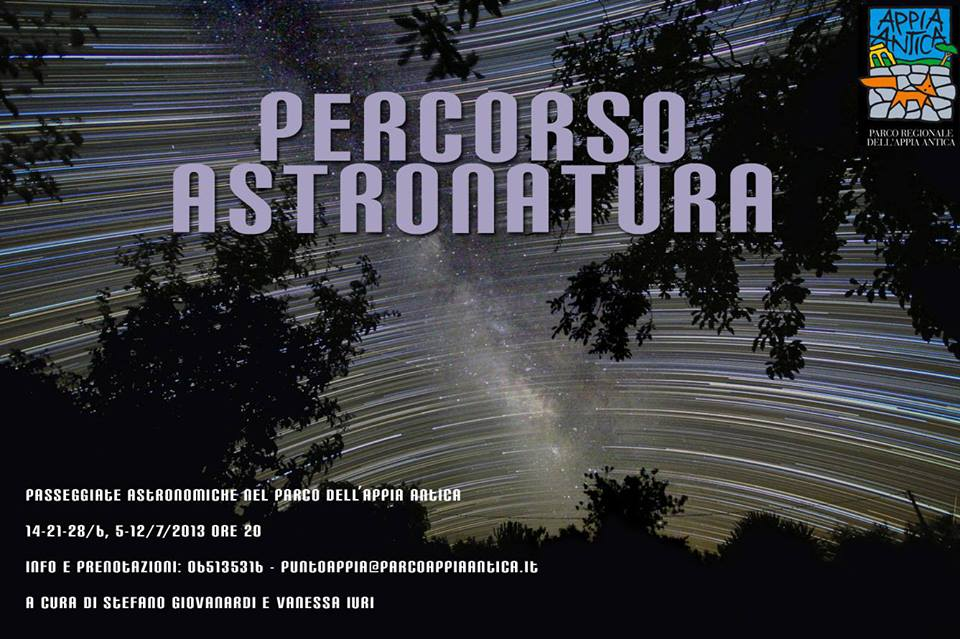 APPIA
ANTICA
PARCO REGIONALE
DELL'APPIA ANTICA
PERCORSO
ASTRONATURA
PASSEGGIATE ASTRONOMICHE NEL PARCO DELL'APPIA ANTICA
14-21-28/6, 5-12/7/2013 ORE 20
INFO E PRENOTAZIONI: 065135316 - PUNTOAPPIA@PARCOAPPIAANTICA.IT
A CURA DI STEFANO GIOVANARDI E VANESSA IURI